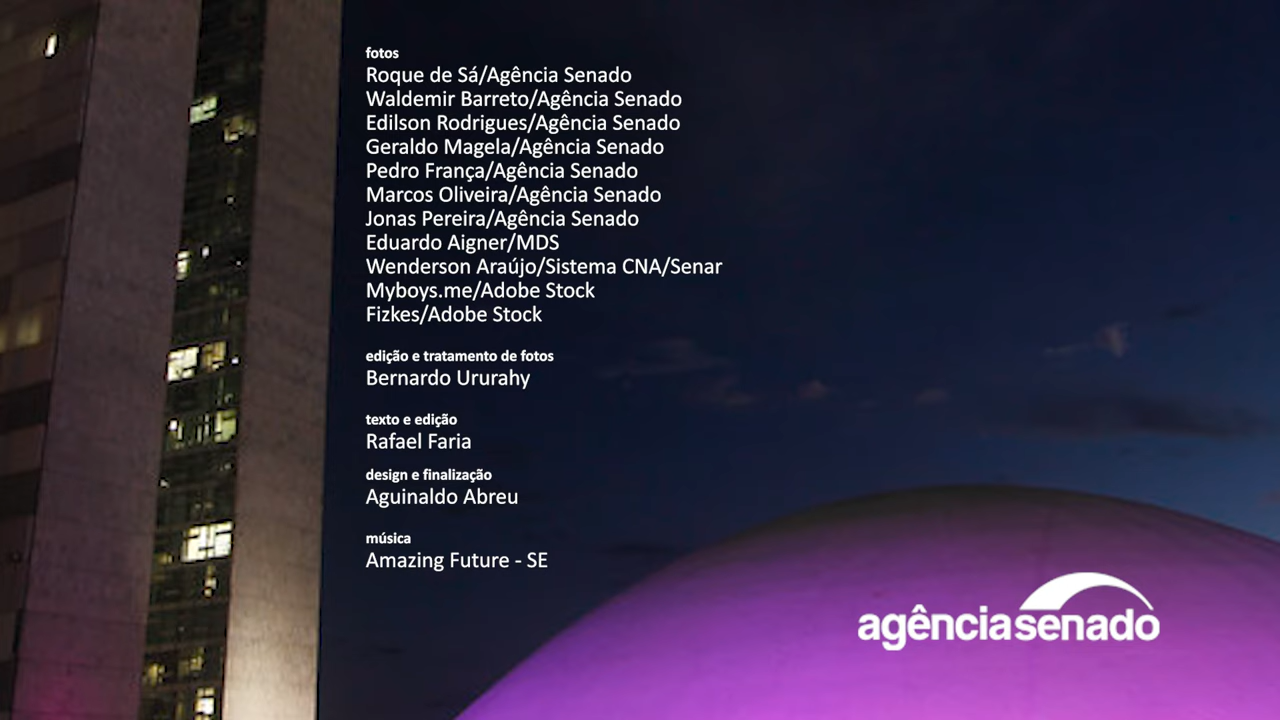 fotos
Roque de Sá/Agência Senado
Waldemir Barreto/Agência Senado
Edilson Rodrigues/Agência Senado
Geraldo Magela/Agência Senado
Pedro França/Agência Senado
Marcos Oliveira/Agência Senado
Jonas Pereira/Agência Senado
Eduardo Aigner/MDS
Wenderson Araújo/Sistema CNA/Senar
Myboys.me/Adobe Stock
Fizkes/Adobe Stock
edição e tratamento de fotos
Bernardo Ururahy
texto e edição
Rafael Faria
design e finalização
Aguinaldo Abreu
música
Amazing Future - SE
agênciasenado